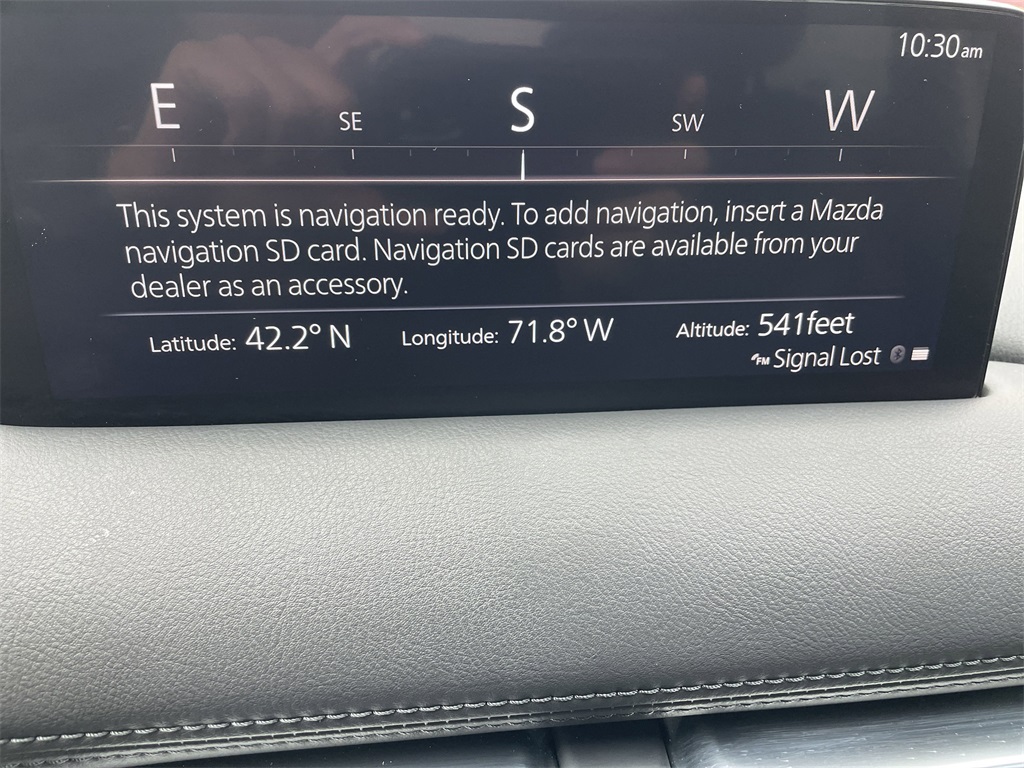 10:30am
E SE S SW W
This system is navigation ready. To add navigation, insert a Mazda
navigation SD card. Navigation SD cards are available from your
dealer as an accessory.
Latitude: 42.2° N Longitude: 71.8° W Altitude: 541feet
FM Signal Lost